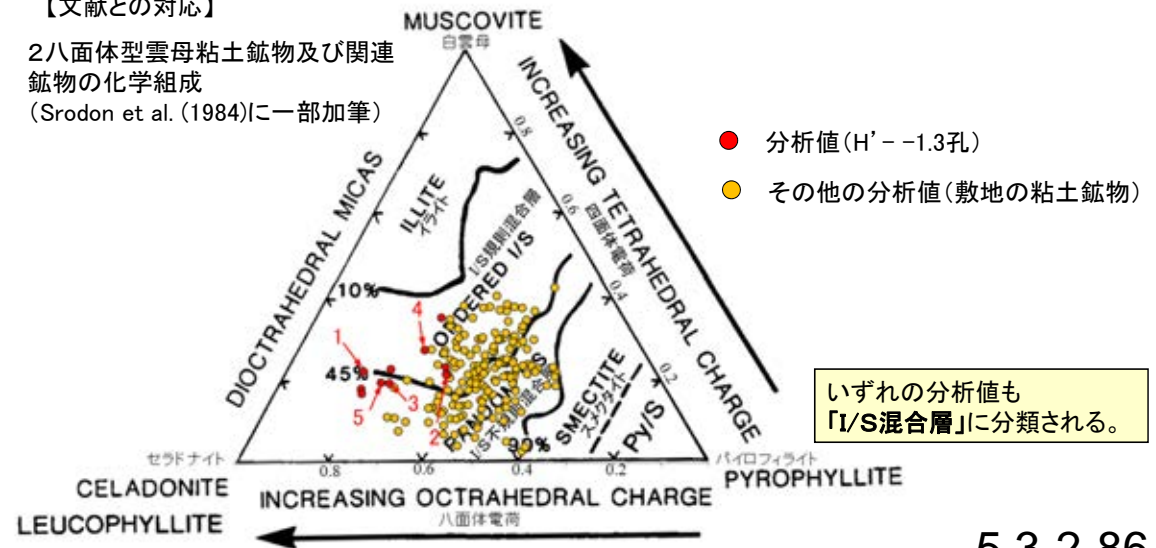 【文献との対応】
2八面体型雲母粘土鉱物及び関連
鉱物の化学組成
(Srodon et al. (1984)に一部加筆)
MUSCOVITE
白雲母
分析値(H'- -1.3孔)
その他の分析値(敷地の粘土鉱物)
DIOCTRAHEDRAL MICAS
INCREASING TETRAHEDRAL CHARGE
四面体電荷
0.8
0.6
0.4
0.2
ILLITE
イライト
I/S規則混合層
ORDERED I/S
10%
45%
1
4
5
3
2
I/S不規則混合層
SMECTITE
スメクタイト
Py/S
いずれの分析値も
「I/S混合層」に分類される。
セラドナイト
CELADONITE
LEUCOPHYLLITE
0.8
0.6
0.4
0.2
パイロフィライト
PYROPHYLLITE
INCREASING OCTRAHEDRAL CHARGE
八面体電荷
5.3.2.86